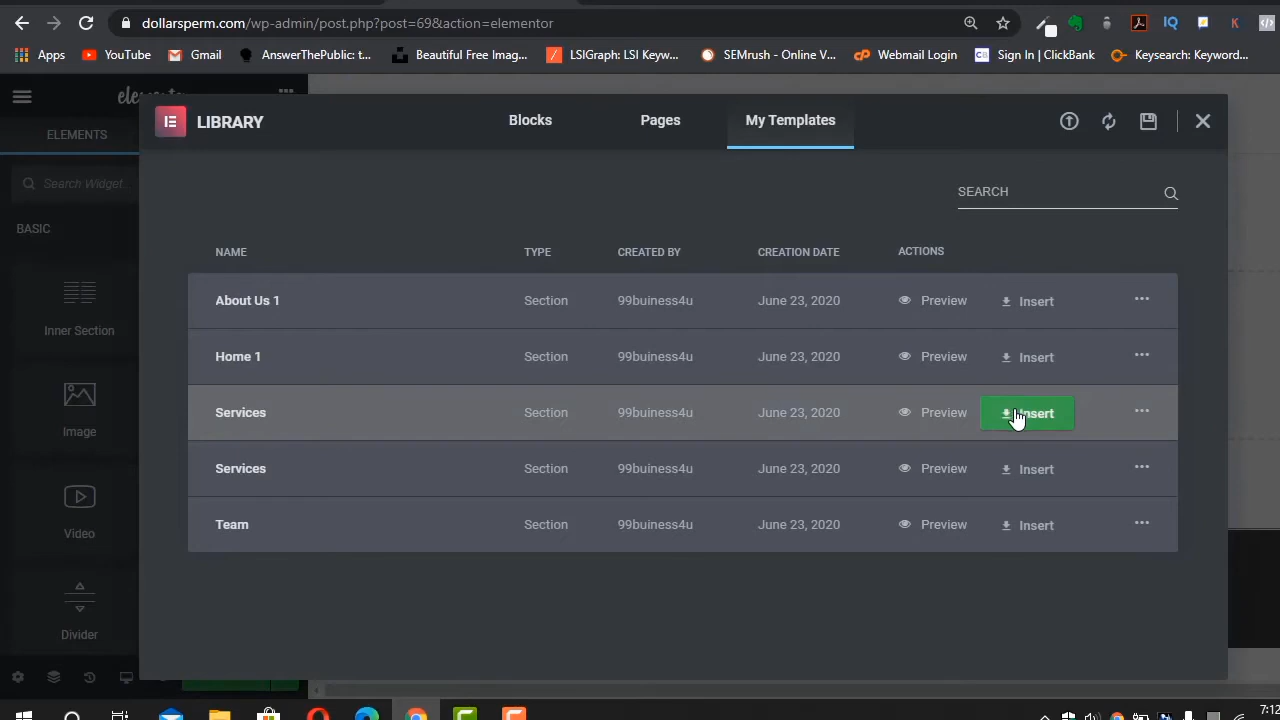 dollarsperm.com/wp-admin/post.php?post=69&action=elementor
Apps YouTube Gmail AnswerThePublic: t... Beautiful Free Imag... LSIGraph: LSI Keyw... SEMrush - Online V... Webmail Login Sign In | ClickBank Keysearch: Keyword...
LIBRARY Blocks Pages My Templates
ELEMENTS
Search Widget...
SEARCH
BASIC
NAME TYPE CREATED BY CREATION DATE ACTIONS
About Us 1 Section 99buiness4u June 23, 2020 Preview Insert
Inner Section
Home 1 Section 99buiness4u June 23, 2020 Preview Insert
Services Section 99buiness4u June 23, 2020 Preview Insert
Image
Services Section 99buiness4u June 23, 2020 Preview Insert
Team Section 99buiness4u June 23, 2020 Preview Insert
Video
Divider